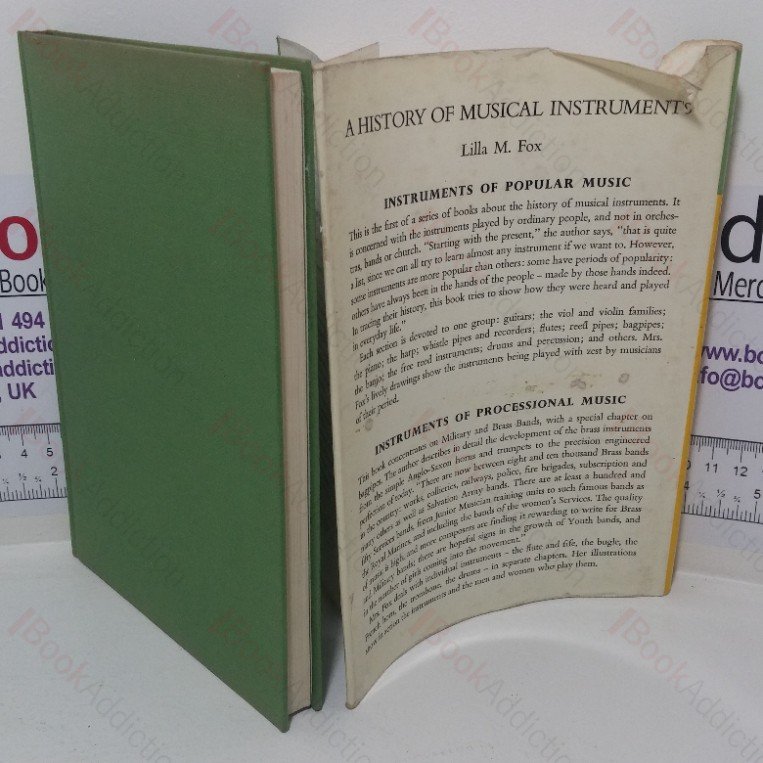 A HISTORY OF MUSICAL INSTRUMENTS
Lilla M. Fox
INSTRUMENTS OF POPULAR MUSIC
This is the first of a series of books about the history of musical instruments. It
is concerned with the instruments played by ordinary people, and not in orches-
tras, bands or church. "Starting with the present," the author says, "that is quite
a list, since we can all try to learn almost any instrument if we want to. However,
some instruments are more popular than others: some have periods of popularity:
others have always been in the hands of the people – made by those hands indeed.
In tracing their history, this book tries to show how they were heard and played
in everyday life."
Each section is devoted to one group: guitars; the viol and violin families;
the piano; the harp; whistle pipes and recorders; flutes; reed pipes; bagpipes;
the banjo; the free reed instruments; drums and percussion; and others. Mrs.
Fox's lively drawings show the instruments being played with zest by musicians
of their period.
INSTRUMENTS OF PROCESSIONAL MUSIC
This book concentrates on Military and Brass Bands, with a special chapter on
bagpipes. The author describes in detail the development of the brass instruments
from the simple Anglo-Saxon horns and trumpets to the precision engineered
perfection of today. "There are now between eight and ten thousand Brass bands
in the country: works, collieries, railways, police, fire brigades, subscription and
many others as well as Salvation Army bands. There are at least a hundred and
fifty Services bands, from Junior Musician training units to such famous bands as
the Royal Marines, and including the bands of the women's Services. The quality
of music is high, and more composers are finding it rewarding to write for Brass
and Military bands; there are hopeful signs in the growth of Youth bands, and
in the number of girls coming into the movement."
Mrs. Fox deals with individual instruments – the flute and fife, the bugle, the
French horn, the trombone, the drums – in separate chapters. Her illustrations
show in action the instruments and the men and women who play them.
Book
494
addictio
addictio
, UK
Merc
www.bo
nfo@bo
4 5
2
10 11 12
BookAddiction